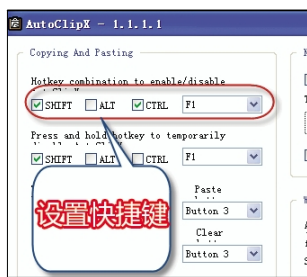 AutoClipX - 1.1.1.1
Copying And Pasting
Hotkey combination to enable/disable
SHIFT ALT CTRL F1
Press and hold hotkey to temporarily
SHIFT ALT CTRL F1
设置快捷键
Paste
Button 3
Clear
Button 3